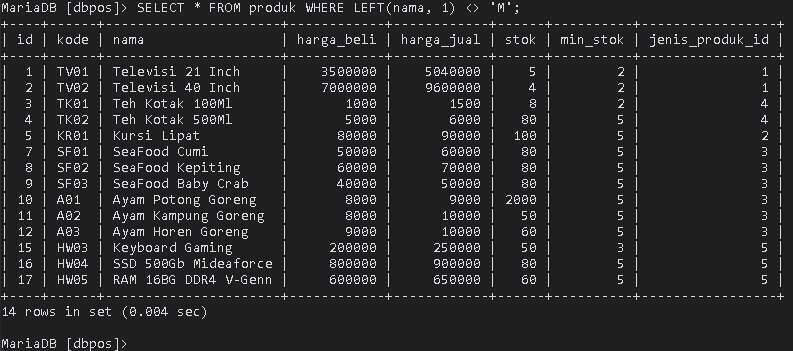 MariaDB [dbpos]> SELECT * FROM produk WHERE LEFT(nama, 1) <> 'M';
+----+------+-----------------------+------------+------------+------+----------+-----------------+
| id | kode | nama                  | harga_beli | harga_jual | stok | min_stok | jenis_produk_id |
+----+------+-----------------------+------------+------------+------+----------+-----------------+
|  1 | TV01 | Televisi 21 Inch      |    3500000 |    5040000 |    5 |        2 |               1 |
|  2 | TV02 | Televisi 40 Inch      |    7000000 |    9600000 |    4 |        2 |               1 |
|  3 | TK01 | Teh Kotak 100Ml       |       1000 |       1500 |    8 |        2 |               4 |
|  4 | TK02 | Teh Kotak 500Ml       |       5000 |       6000 |   80 |        5 |               4 |
|  5 | KR01 | Kursi Lipat           |      80000 |      90000 |  100 |        5 |               2 |
|  7 | SF01 | SeaFood Cumi          |      50000 |      60000 |   80 |        5 |               3 |
|  8 | SF02 | SeaFood Kepiting      |      60000 |      70000 |   80 |        5 |               3 |
|  9 | SF03 | SeaFood Baby Crab     |      40000 |      50000 |   80 |        5 |               3 |
| 10 | A01  | Ayam Potong Goreng    |       8000 |       9000 | 2000 |        5 |               3 |
| 11 | A02  | Ayam Kampung Goreng   |       8000 |      10000 |   50 |        5 |               3 |
| 12 | A03  | Ayam Horen Goreng     |       9000 |      10000 |   60 |        5 |               3 |
| 15 | HW03 | Keyboard Gaming       |     200000 |     250000 |   50 |        3 |               5 |
| 16 | HW04 | SSD 500Gb Mideaforce  |     800000 |     900000 |   80 |        5 |               5 |
| 17 | HW05 | RAM 16BG DDR4 V-Genn  |     600000 |     650000 |   60 |        5 |               5 |
+----+------+-----------------------+------------+------------+------+----------+-----------------+
14 rows in set (0.004 sec)
MariaDB [dbpos]>